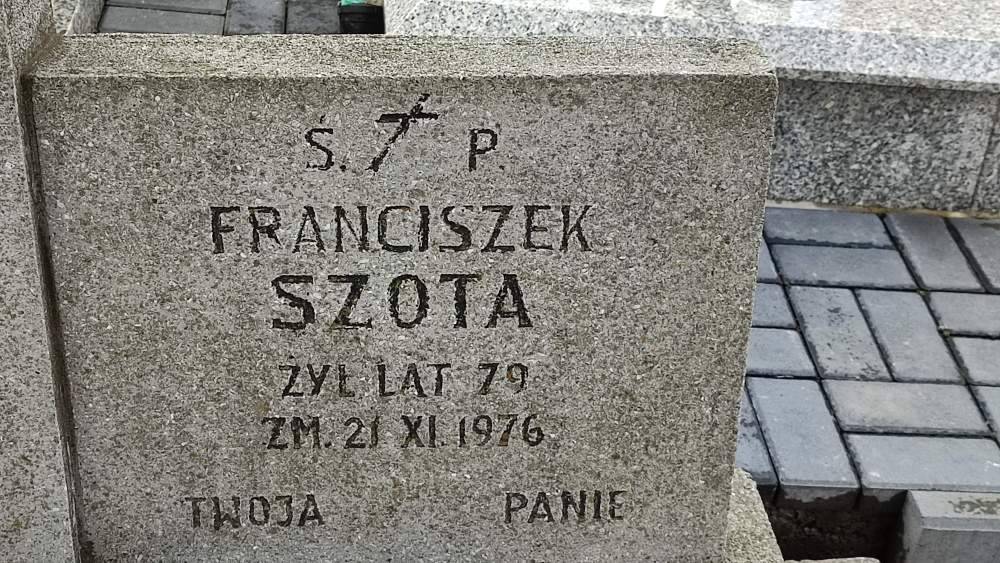 Ś. P.
FRANCISZEK
SZOTA
ŻYŁ LAT 79
ZM. 21 XI. 1976
TWOJA PANIE